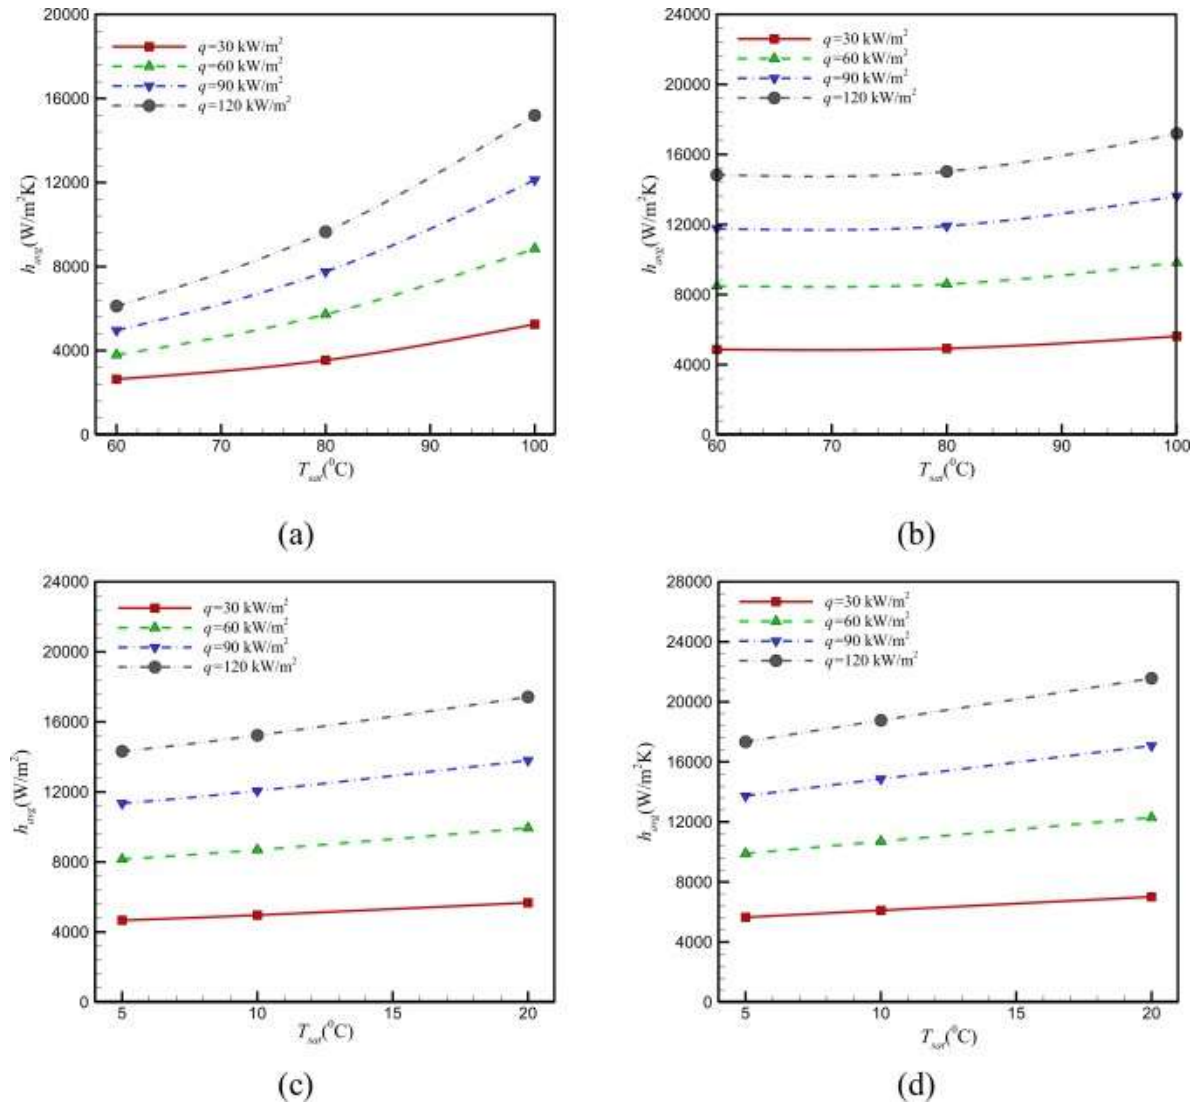 20000
16000
12000
8000
4000
0
q=30 kW/m²
q=60 kW/m²
q=90 kW/m²
q=120 kW/m²
h_avg(W/m²K)
60 70 80 90 100
T_sat(⁰C)
(a)
24000
20000
16000
12000
8000
4000
0
q=30 kW/m²
q=60 kW/m²
q=90 kW/m²
q=120 kW/m²
h_avg(W/m²K)
60 70 80 90 100
T_sat(⁰C)
(b)
24000
20000
16000
12000
8000
4000
0
q=30 kW/m²
q=60 kW/m²
q=90 kW/m²
q=120 kW/m²
h_avg(W/m²)
5 10 15 20
T_sat(⁰C)
(c)
28000
24000
20000
16000
12000
8000
4000
0
q=30 kW/m²
q=60 kW/m²
q=90 kW/m²
q=120 kW/m²
h_avg(W/m²K)
5 10 15 20
T_sat(⁰C)
(d)